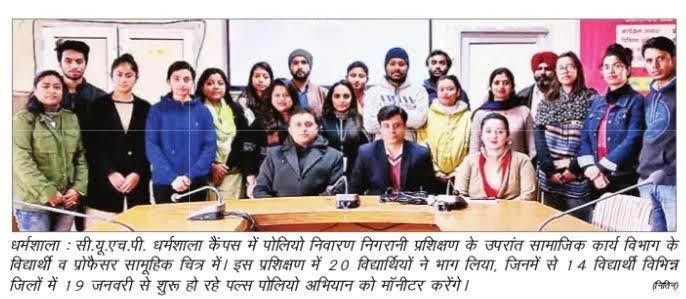 धर्मशाला : सी.यू.एच.पी. धर्मशाला कैंपस में पोलियो निवारण निगरानी प्रशिक्षण के उपरांत सामाजिक कार्य विभाग के
विद्यार्थी व प्रोफैसर सामूहिक चित्र में। इस प्रशिक्षण में 20 विद्यार्थियों ने भाग लिया, जिनमें से 14 विद्यार्थी विभिन्न
जिलों में 19 जनवरी से शुरू हो रहे पल्स पोलियो अभियान को मॉनीटर करेंगे। (नितिन)